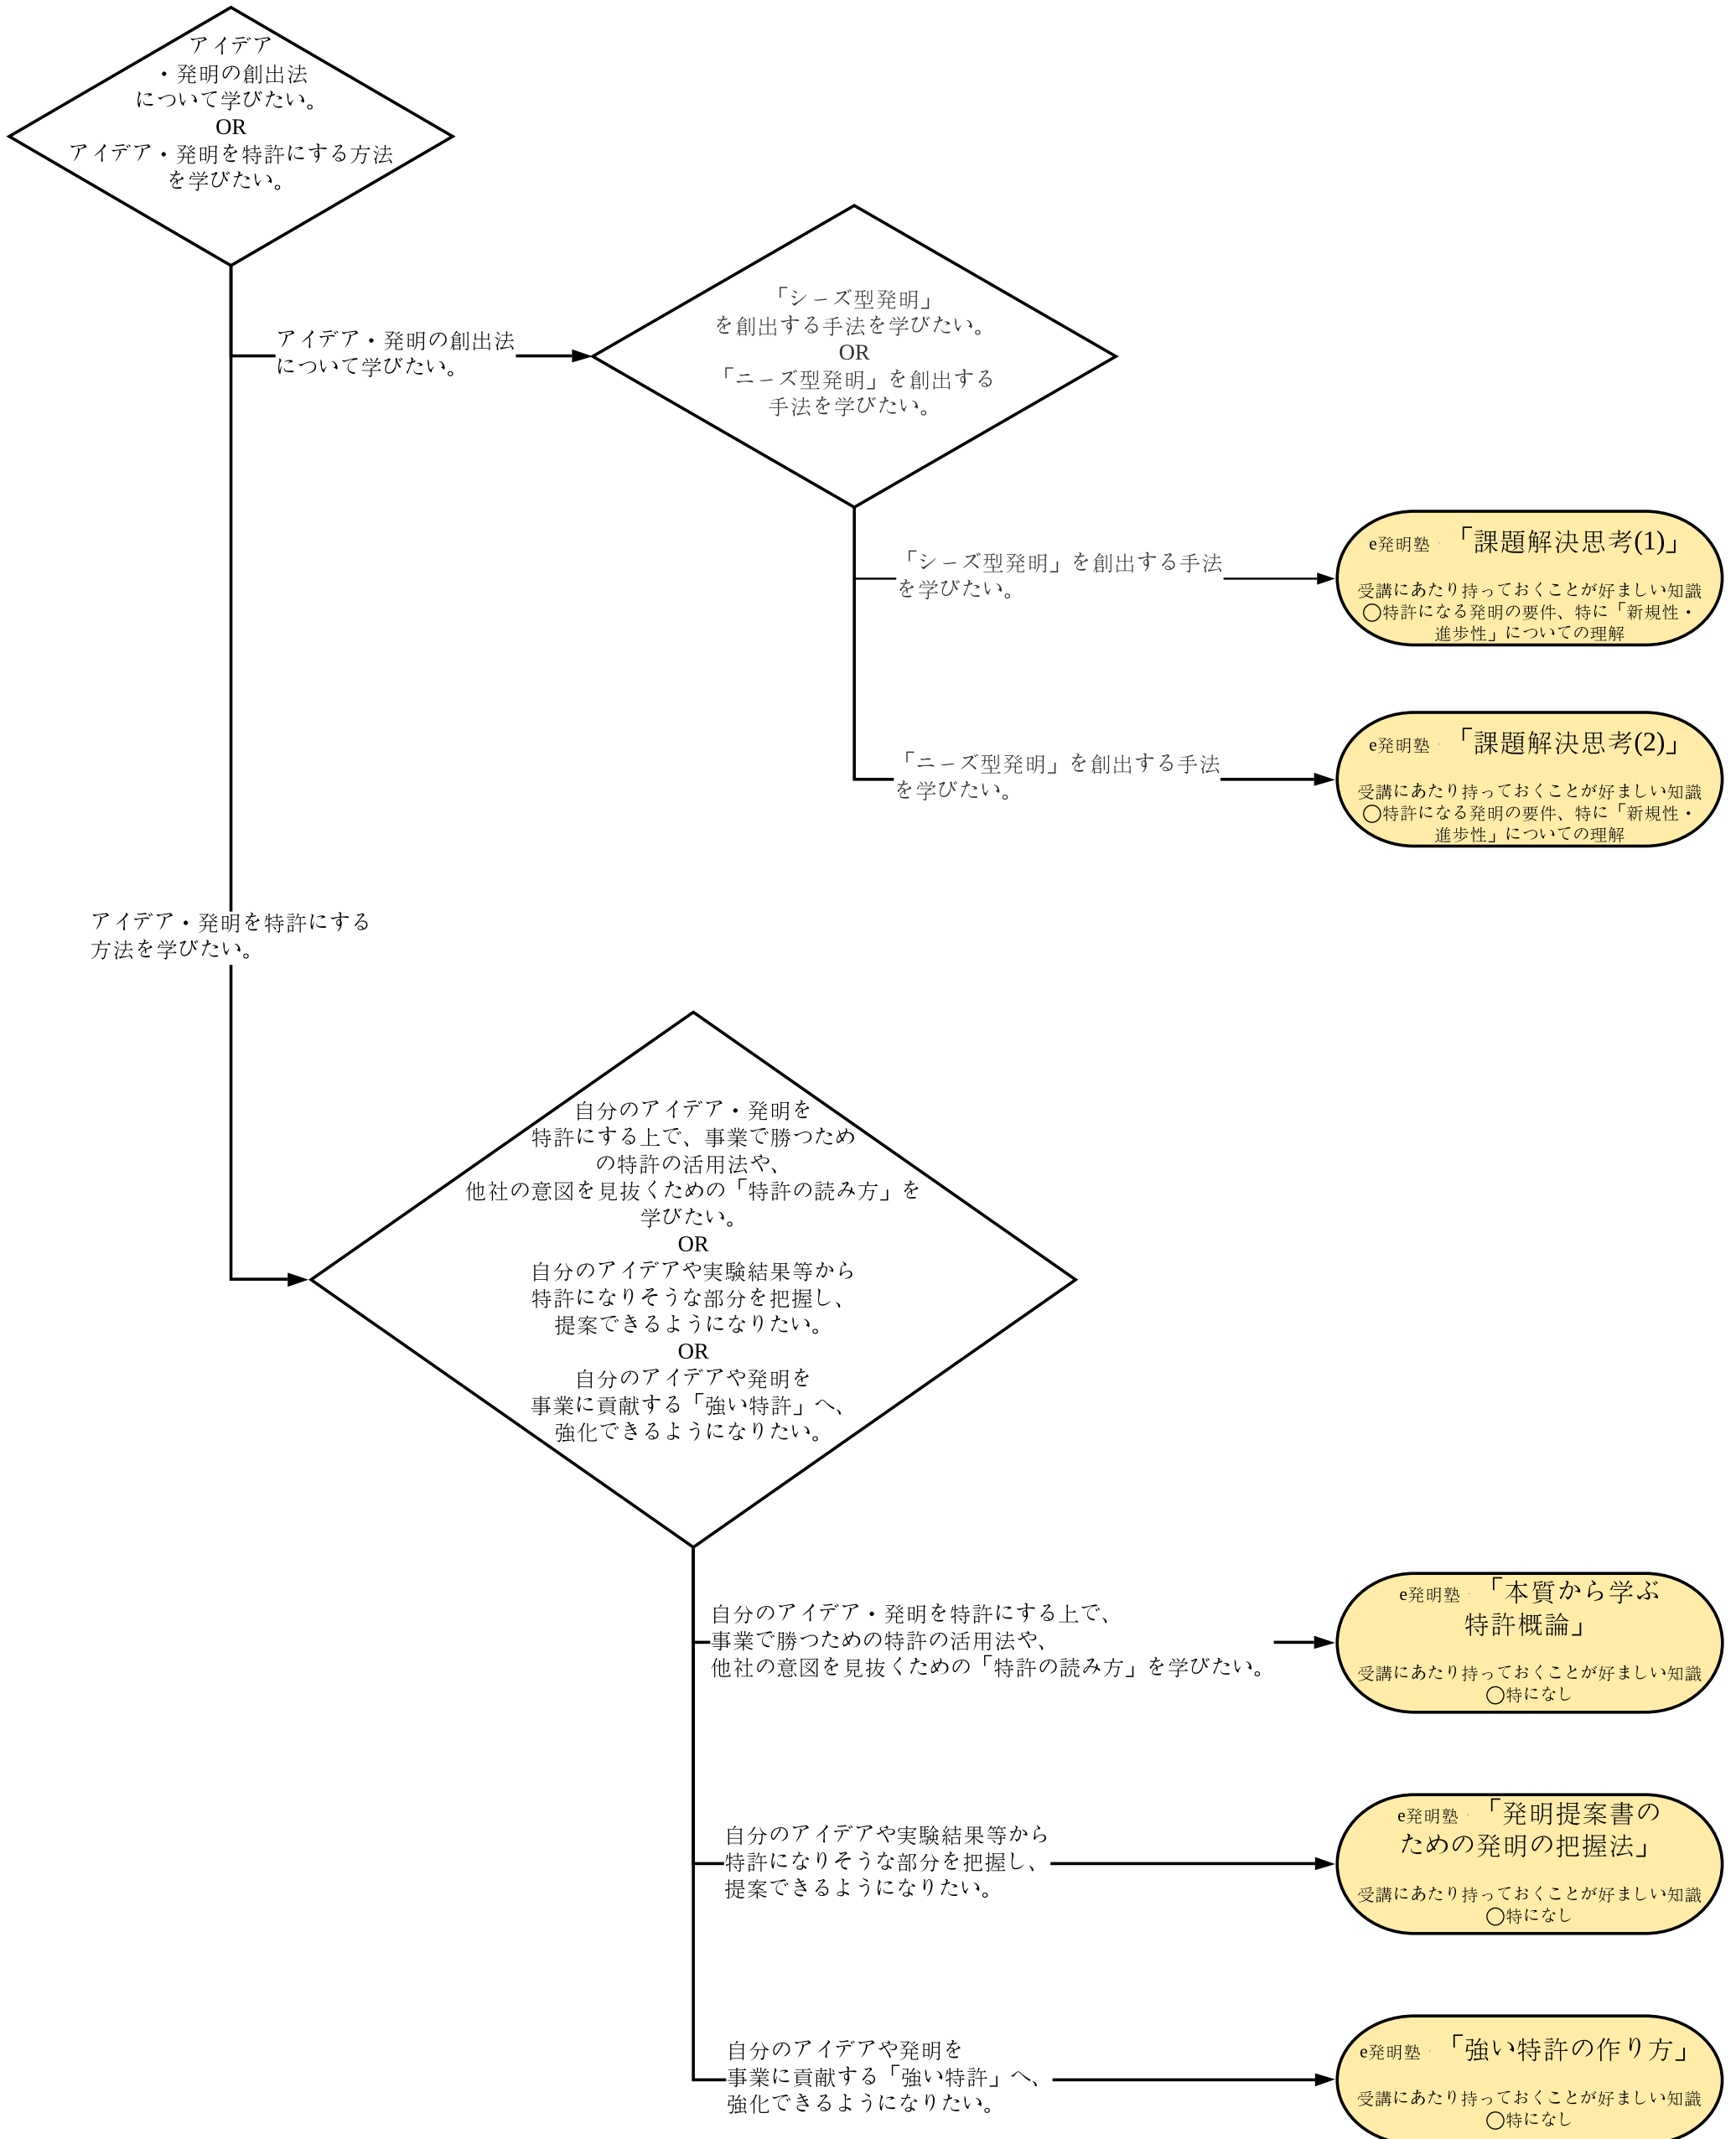 アイデア
・発明の創出法
について学びたい。
OR
アイデア・発明を特許にする方法
を学びたい。
アイデア・発明の創出法
について学びたい。
「シーズ型発明」
を創出する手法を学びたい。
OR
「ニーズ型発明」を創出する
手法を学びたい。
「シーズ型発明」を創出する手法
を学びたい。
e発明塾 「課題解決思考(1)」
受講にあたり持っておくことが好ましい知識
◯特許になる発明の要件、特に「新規性・
進歩性」についての理解
「ニーズ型発明」を創出する手法
を学びたい。
e発明塾 「課題解決思考(2)」
受講にあたり持っておくことが好ましい知識
◯特許になる発明の要件、特に「新規性・
進歩性」についての理解
アイデア・発明を特許にする
方法を学びたい。
自分のアイデア・発明を
特許にする上で、事業で勝つため
の特許の活用法や、
他社の意図を見抜くための「特許の読み方」を
学びたい。
OR
自分のアイデアや実験結果等から
特許になりそうな部分を把握し、
提案できるようになりたい。
OR
自分のアイデアや発明を
事業に貢献する「強い特許」へ、
強化できるようになりたい。
自分のアイデア・発明を特許にする上で、
事業で勝つための特許の活用法や、
他社の意図を見抜くための「特許の読み方」を学びたい。
e発明塾 「本質から学ぶ
特許概論」
受講にあたり持っておくことが好ましい知識
◯特になし
自分のアイデアや実験結果等から
特許になりそうな部分を把握し、
提案できるようになりたい。
e発明塾 「発明提案書の
ための発明の把握法」
受講にあたり持っておくことが好ましい知識
◯特になし
自分のアイデアや発明を
事業に貢献する「強い特許」へ、
強化できるようになりたい。
e発明塾 「強い特許の作り方」
受講にあたり持っておくことが好ましい知識
◯特になし